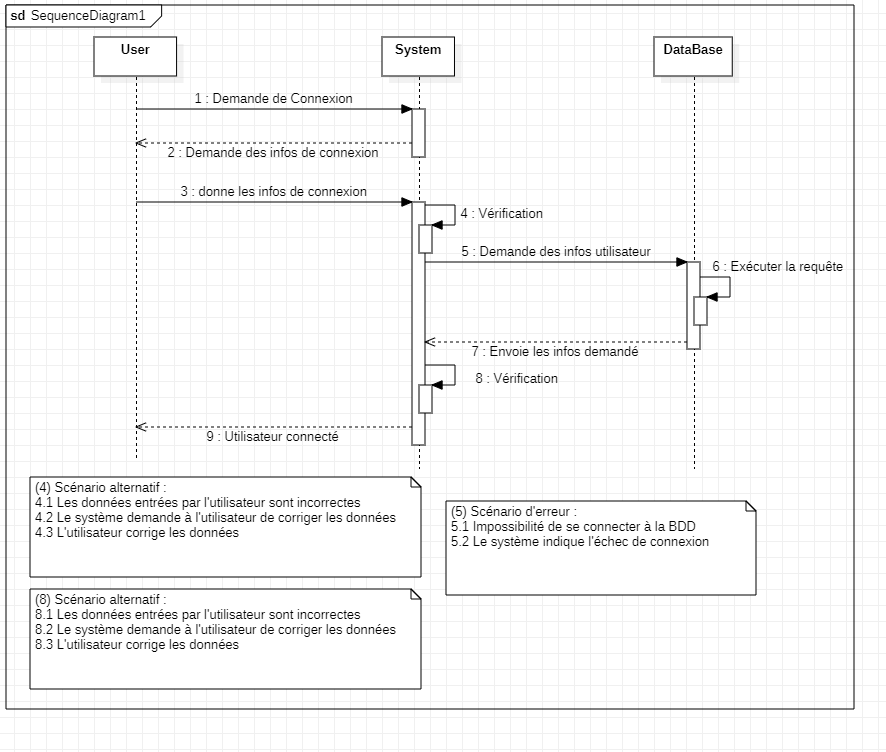 sd SequenceDiagram1
User
System
DataBase
1 : Demande de Connexion
2 : Demande des infos de connexion
3 : donne les infos de connexion
4 : Vérification
5 : Demande des infos utilisateur
6 : Exécuter la requête
7 : Envoie les infos demandé
8 : Vérification
9 : Utilisateur connecté
(4) Scénario alternatif :
4.1 Les données entrées par l'utilisateur sont incorrectes
4.2 Le système demande à l'utilisateur de corriger les données
4.3 L'utilisateur corrige les données
(5) Scénario d'erreur :
5.1 Impossibilité de se connecter à la BDD
5.2 Le système indique l'échec de connexion
(8) Scénario alternatif :
8.1 Les données entrées par l'utilisateur sont incorrectes
8.2 Le système demande à l'utilisateur de corriger les données
8.3 L'utilisateur corrige les données